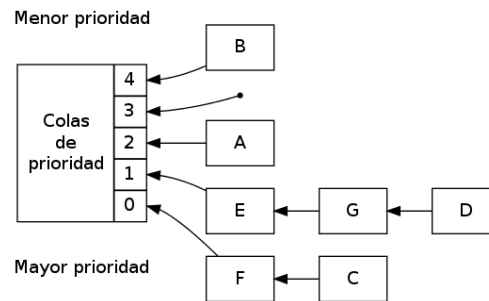 Menor prioridad
B
4
3
Colas
de
prioridad
2
A
1
0
E
G
D
Mayor prioridad
F
C